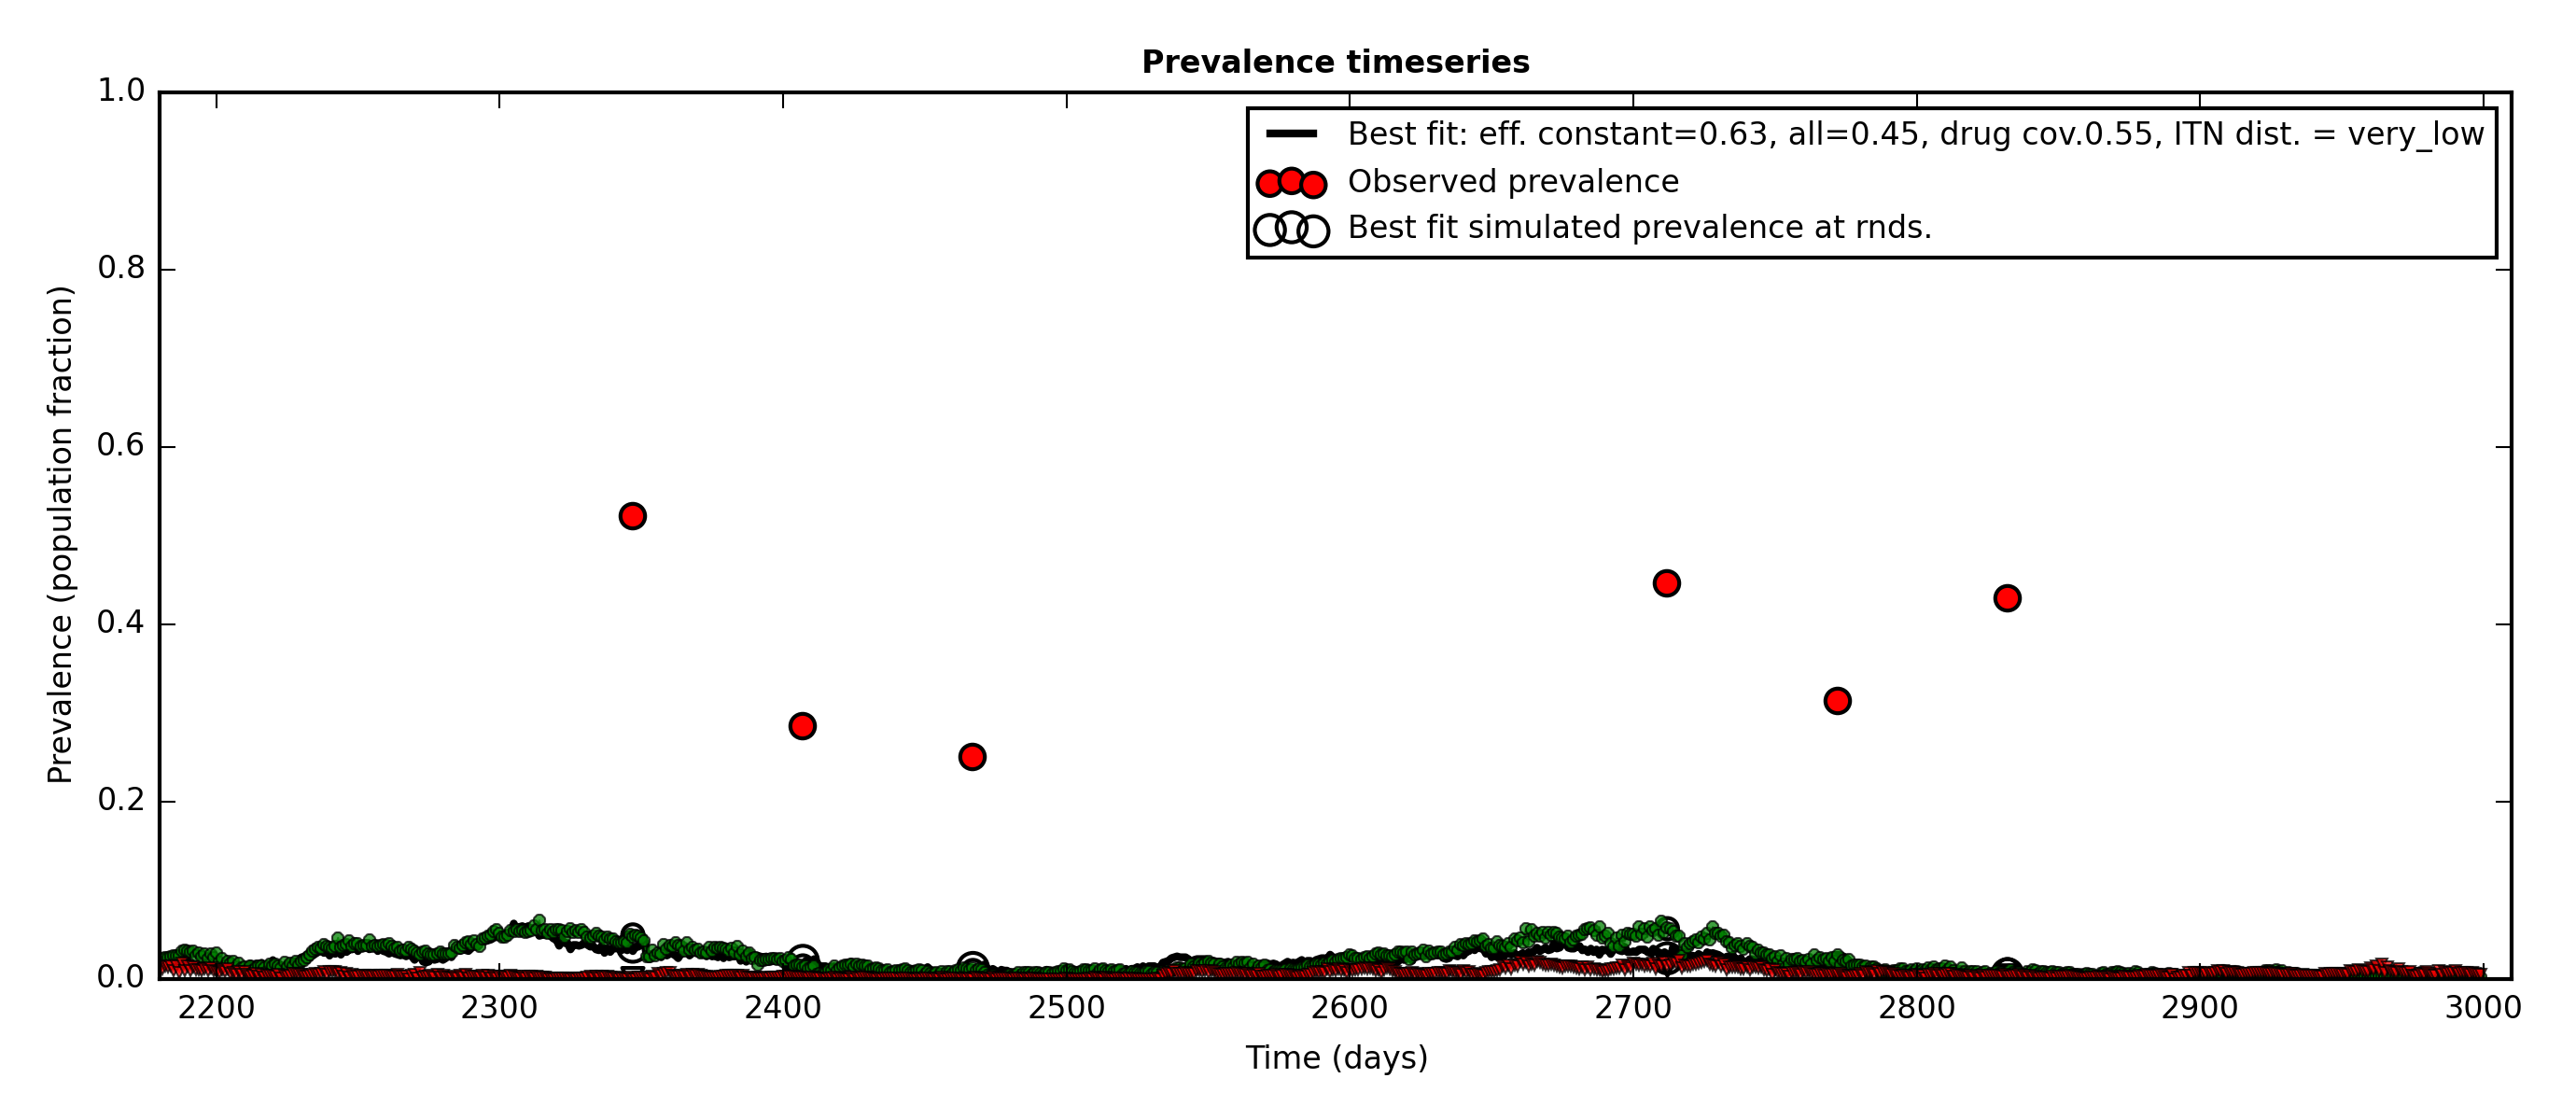 Prevalence timeseries
1.0
0.8
0.6
0.4
0.2
0.0
Prevalence (population fraction)
Best fit: eff. constant=0.63, all=0.45, drug cov.0.55, ITN dist. = very_low
Observed prevalence
Best fit simulated prevalence at rnds.
2200 2300 2400 2500 2600 2700 2800 2900 3000
Time (days)